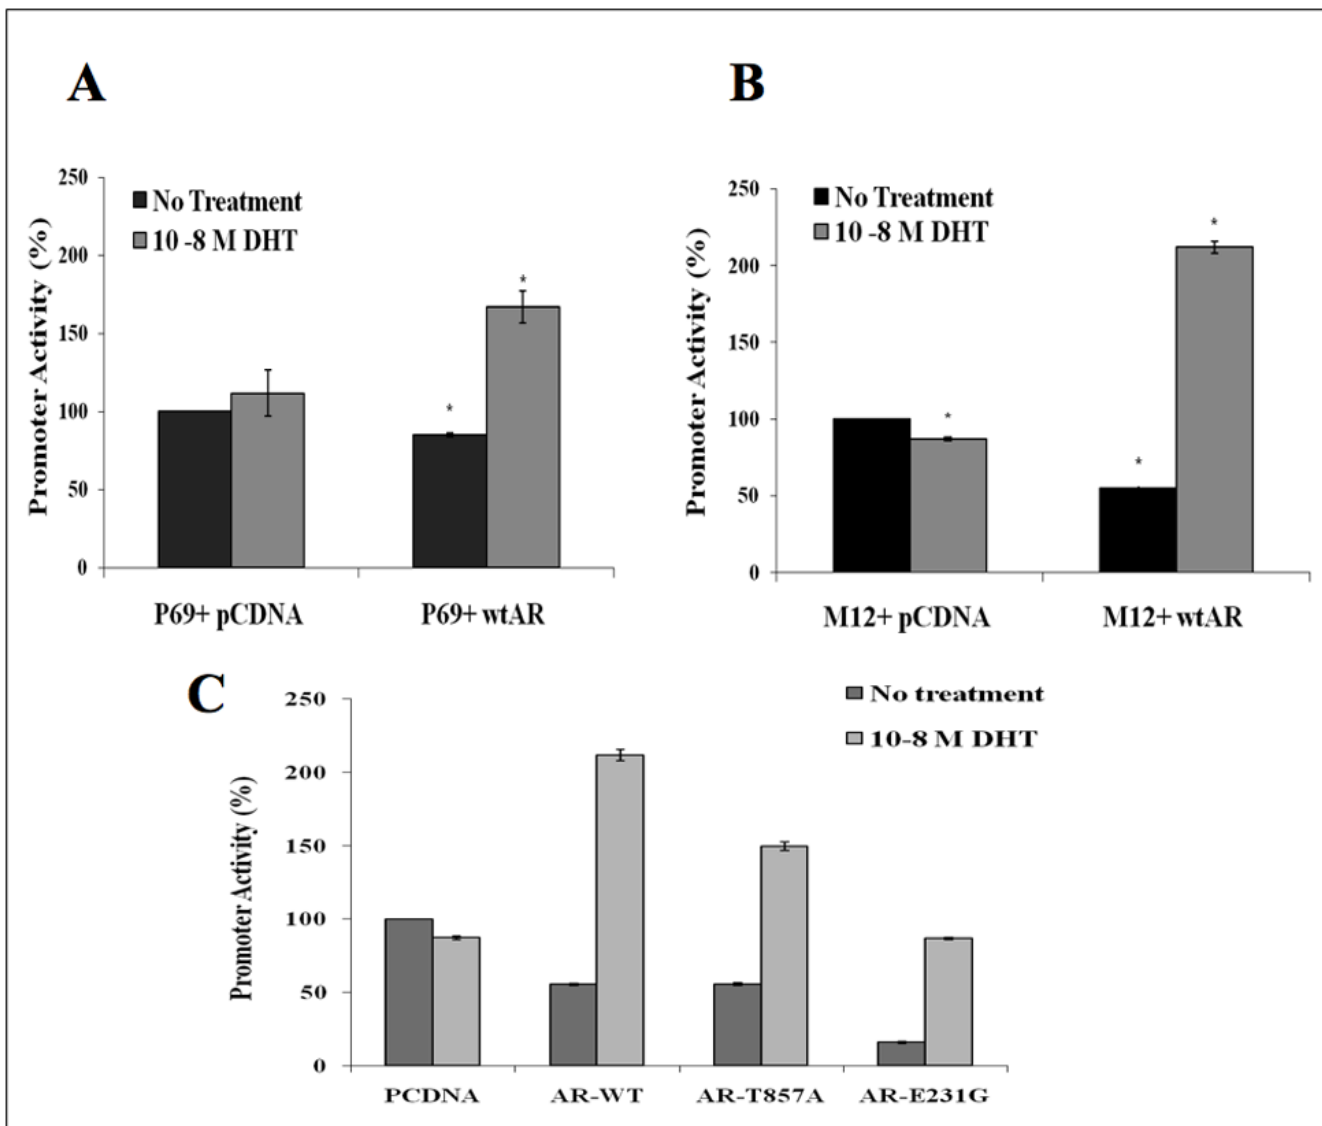 A
B
250
200
150
100
50
0
Promoter Activity (%)
No Treatment
10 -8 M DHT
*
*
P69+ pCDNA
P69+ wtAR
250
200
150
100
50
0
Promoter Activity (%)
No Treatment
10 -8 M DHT
*
*
*
M12+ pCDNA
M12+ wtAR
C
250
200
150
100
50
0
Promoter Activity (%)
No treatment
10-8 M DHT
PCDNA
AR-WT
AR-T857A
AR-E231G